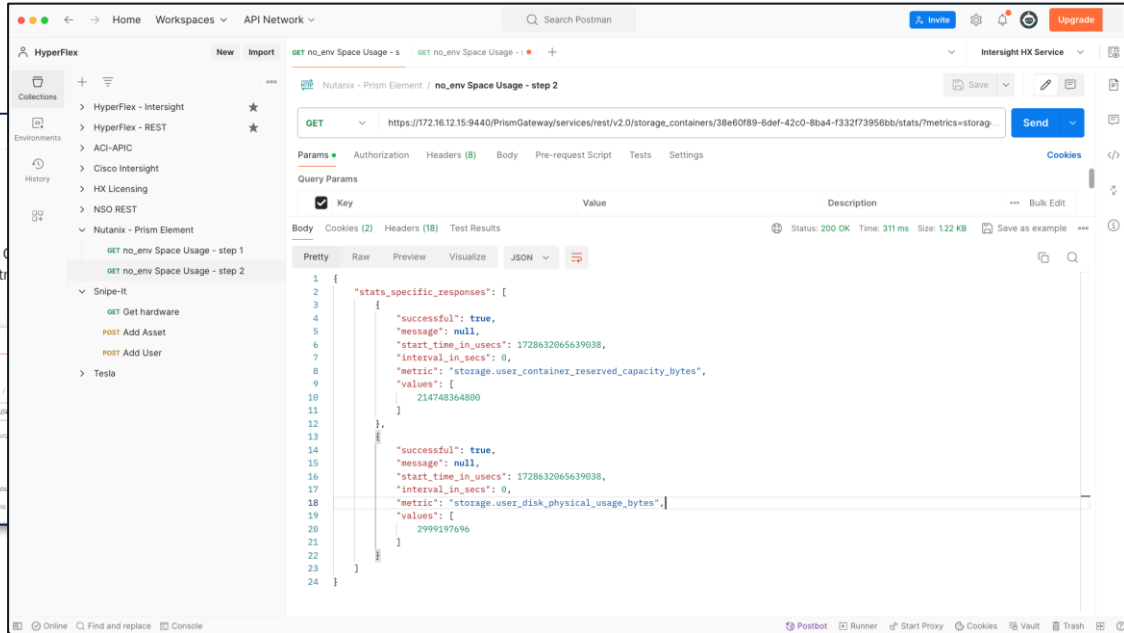 Home Workspaces API Network Search Postman Invite Upgrade
HyperFlex New Import GET no_env Space Usage - s GET no_env Space Usage - Intersight HX Service
Collections
Environments
History
HyperFlex - Intersight
HyperFlex - REST
ACI-APIC
Cisco Intersight
HX Licensing
NSO REST
Nutanix - Prism Element
GET no_env Space Usage - step 1
GET no_env Space Usage - step 2
Snipe-It
GET Get hardware
POST Add Asset
POST Add User
Tesla
HTTP Nutanix - Prism Element / no_env Space Usage - step 2 Save
GET https://172.16.12.15:9440/PrismGateway/services/rest/v2.0/storage_containers/38e60f89-6def-42c0-8ba4-f332f73956bb/stats/?metrics=storag... Send
Params Authorization Headers (8) Body Pre-request Script Tests Settings Cookies
Query Params
Key Value Description Bulk Edit
Body Cookies (2) Headers (18) Test Results Status: 200 OK Time: 311 ms Size: 1.22 KB Save as example
Pretty Raw Preview Visualize JSON
1 {
2 "stats_specific_responses": [
3 {
4 "successful": true,
5 "message": null,
6 "start_time_in_usecs": 1728632065639038,
7 "interval_in_secs": 0,
8 "metric": "storage.user_container_reserved_capacity_bytes",
9 "values": [
10 214748364800
11 ]
12 },
13 {
14 "successful": true,
15 "message": null,
16 "start_time_in_usecs": 1728632065639038,
17 "interval_in_secs": 0,
18 "metric": "storage.user_disk_physical_usage_bytes",
19 "values": [
20 2999197696
21 ]
22 }
23 ]
24 }
Online Find and replace Console Postbot Runner Start Proxy Cookies Vault Trash